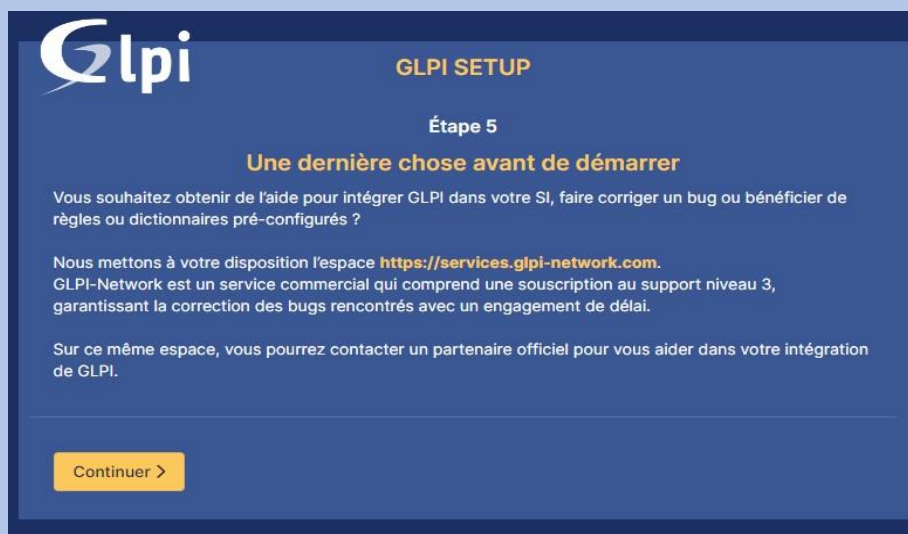 Glpi
GLPI SETUP
Étape 5
Une dernière chose avant de démarrer
Vous souhaitez obtenir de l'aide pour intégrer GLPI dans votre SI, faire corriger un bug ou bénéficier de
règles ou dictionnaires pré-configurés ?
Nous mettons à votre disposition l'espace https://services.glpi-network.com.
GLPI-Network est un service commercial qui comprend une souscription au support niveau 3,
garantissant la correction des bugs rencontrés avec un engagement de délai.
Sur ce même espace, vous pourrez contacter un partenaire officiel pour vous aider dans votre intégration
de GLPI.
Continuer >